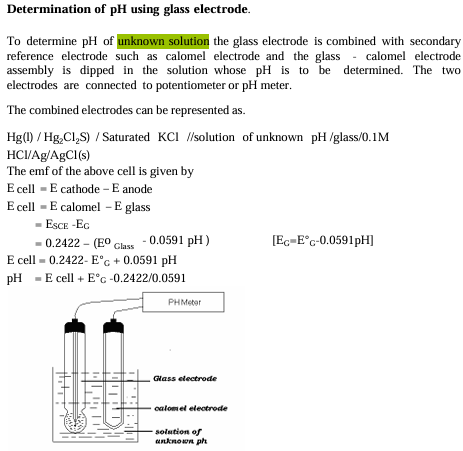 Determination of pH using glass electrode.
To determine pH of unknown solution the glass electrode is combined with secondary
reference electrode such as calomel electrode and the glass - calomel electrode
assembly is dipped in the solution whose pH is to be determined. The two
electrodes are connected to potentiometer or pH meter.
The combined electrodes can be represented as.
Hg(l) / Hg₂Cl₂S) / Saturated KCl //solution of unknown pH /glass/0.1M
HCl/Ag/AgCl(s)
The emf of the above cell is given by
E cell = E cathode – E anode
E cell = E calomel – E glass
= ESCE -EG
= 0.2422 – (EO Glass - 0.0591 pH ) [EG=E°G-0.0591pH]
E cell = 0.2422- E°G + 0.0591 pH
pH = E cell + E°G -0.2422/0.0591
PH Meter
Glass electrode
calomel electrode
solution of
unknown ph